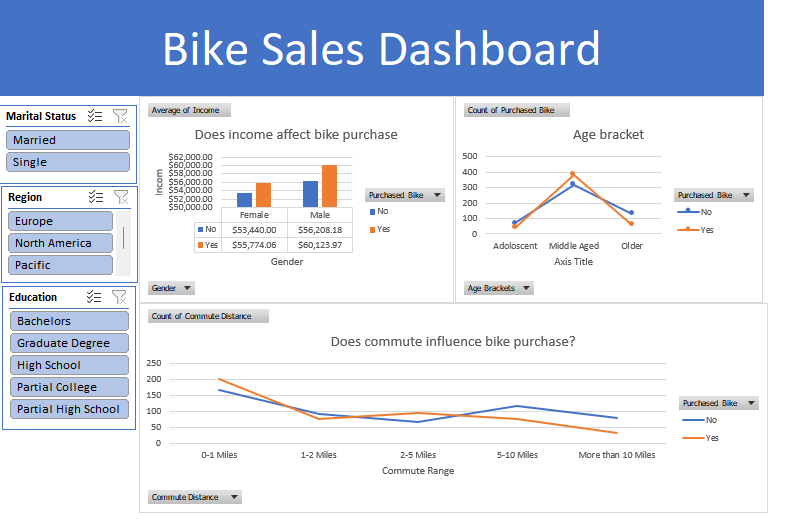 Bike Sales Dashboard
Marital Status
Married
Single
Region
Europe
North America
Pacific
Education
Bachelors
Graduate Degree
High School
Partial College
Partial High School
Average of Income
Does income affect bike purchase
Incom
$62,000.00
$60,000.00
$58,000.00
$56,000.00
$54,000.00
$52,000.00
$50,000.00
Female Male
No $53,440.00 $56,208.18
Yes $55,774.06 $60,123.97
Gender
Purchased Bike
No
Yes
Gender
Count of Purchased Bike
Age bracket
500
400
300
200
100
0
Adoloscent Middle Aged Older
Axis Title
Purchased Bike
No
Yes
Age Brackets
Count of Commute Distance
Does commute influence bike purchase?
250
200
150
100
50
0
0-1 Miles 1-2 Miles 2-5 Miles 5-10 Miles More than 10 Miles
Commute Range
Purchased Bike
No
Yes
Commute Distance